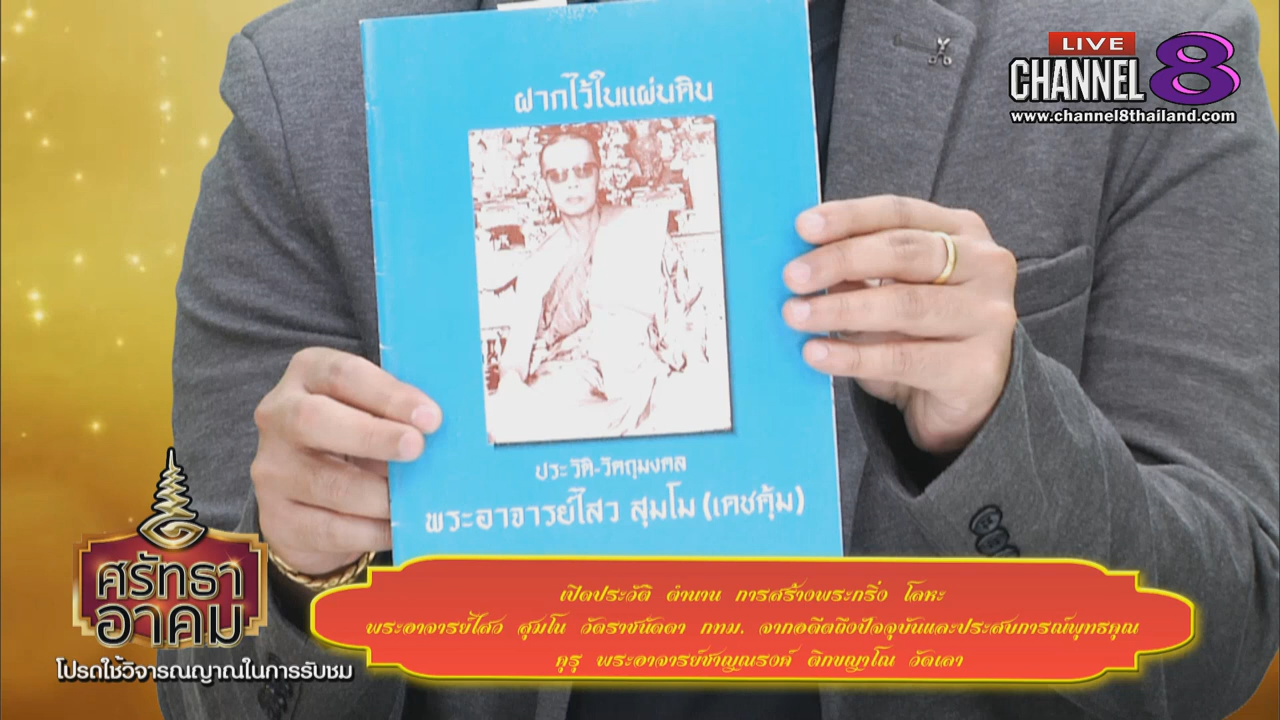 LIVE
CHANNEL 8
www.channel8thailand.com
ฝากไว้ในแผ่นดิน
ประวัติ-วัตถุมงคล
พระอาจารย์ไสว สุมโม (เดชคุ้ม)
ศรัทธา
อาคม
โปรดใช้วิจารณญาณในการรับชม
เปิดประวัติ ตำนาน การสร้างพระกริ่ง โลหะ
พระอาจารย์ไสว สุมโน วัดราชนัดดา กทม. จากอดีตถึงปัจจุบันและประสบการณ์พุทธคุณ
คุรุ พระอาจารย์ชาญณรงค์ ติกขญาโณ วัดเลา